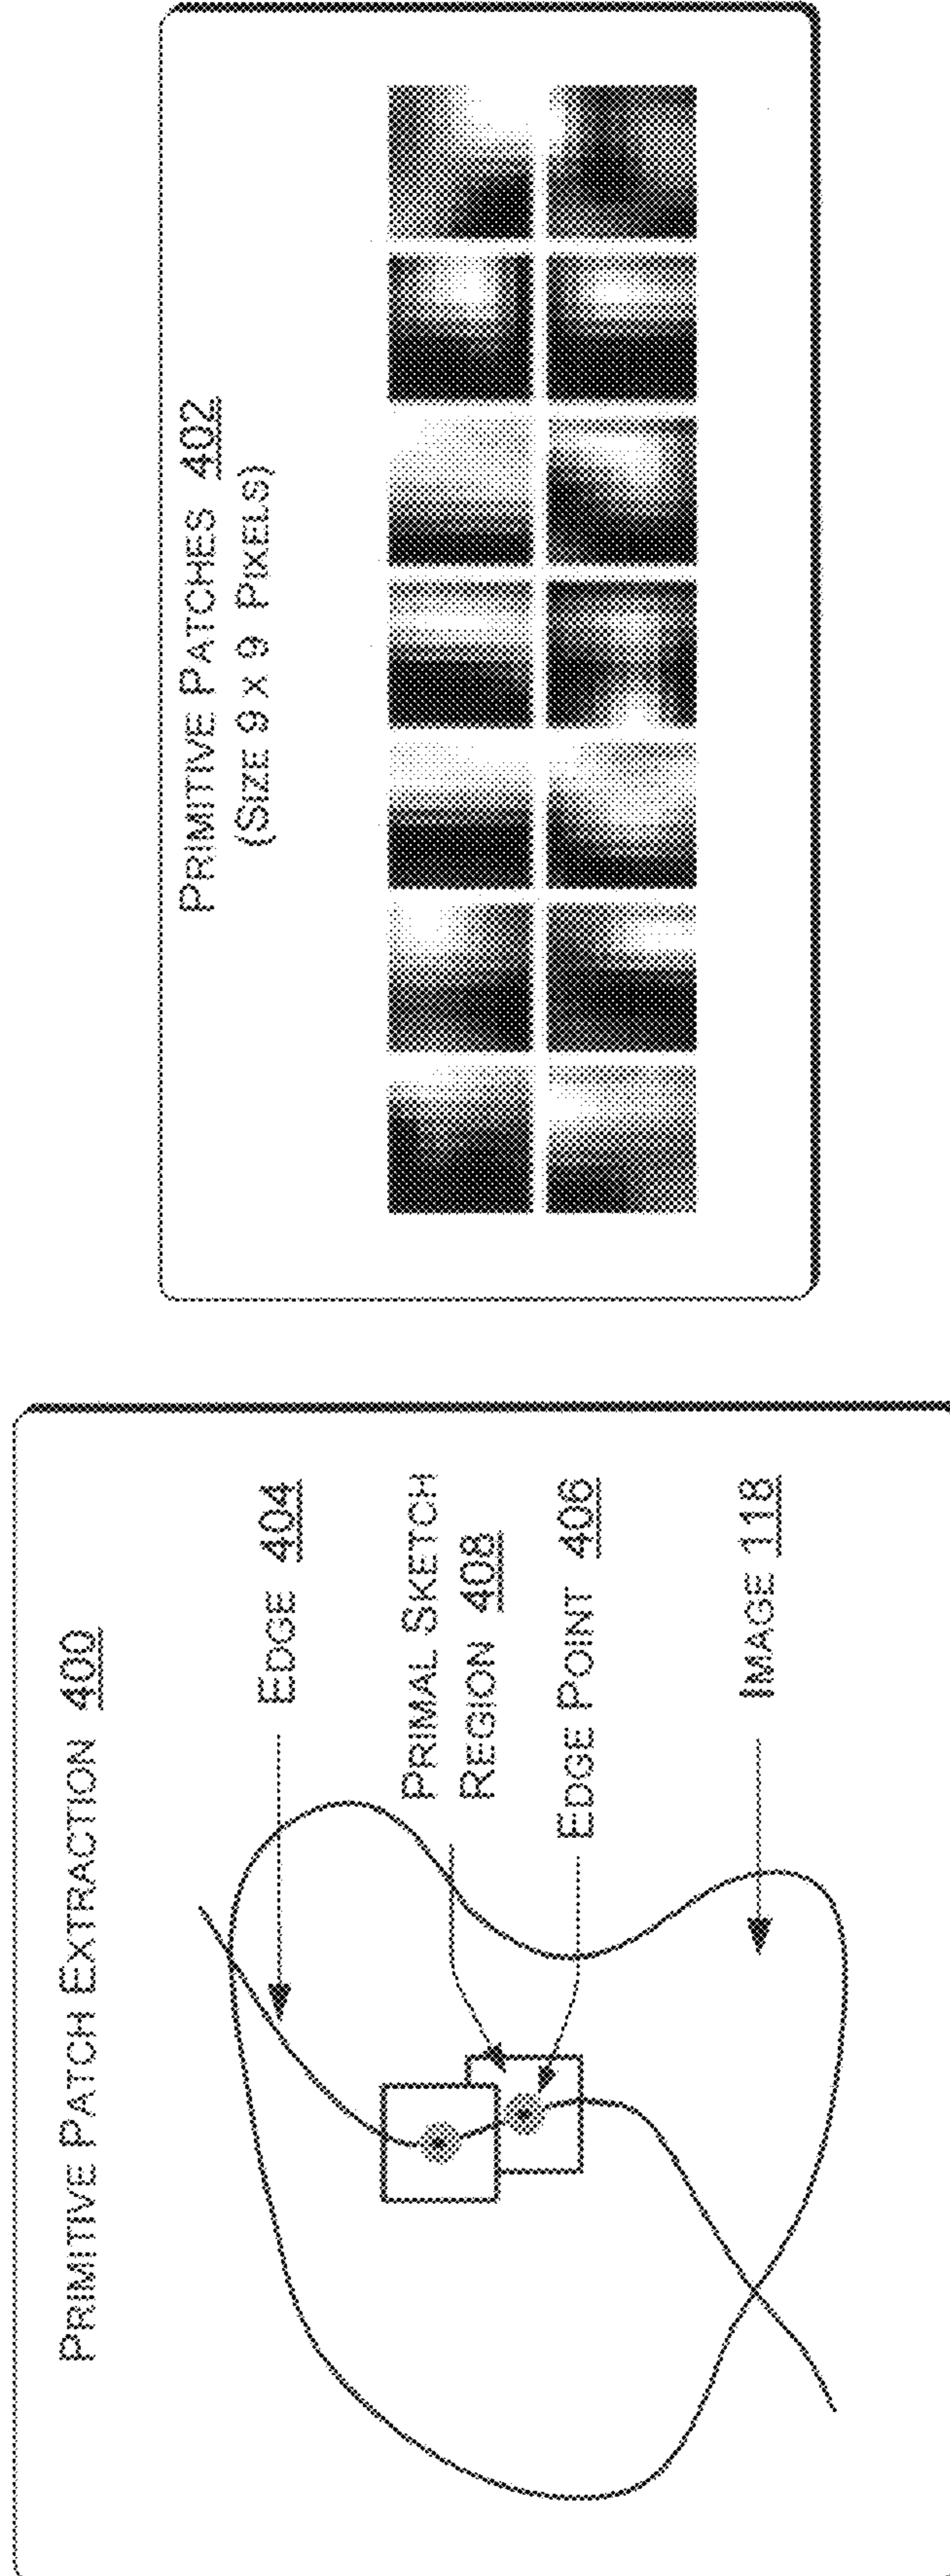 PRIMITIVE PATCH EXTRACTION 400
EDGE 404
PRIMAL SKETCH
REGION 408
EDGE POINT 406
IMAGE 118
PRIMITIVE PATCHES 402
(SIZE 9 X 9 PIXELS)